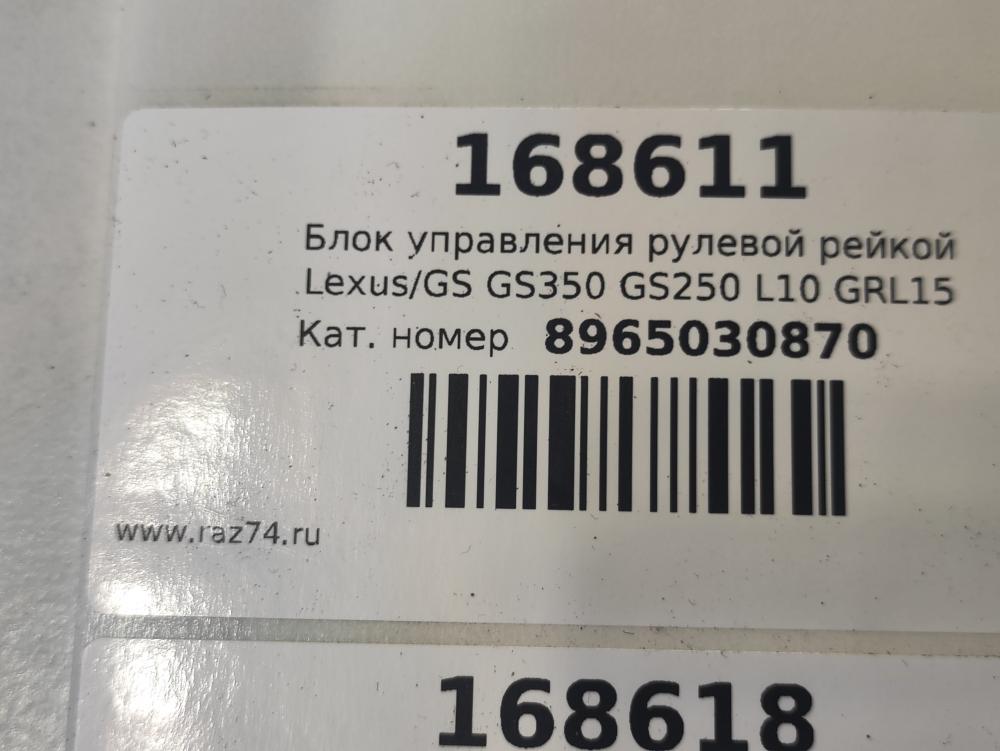 168611
Блок управления рулевой рейкой
Lexus/GS GS350 GS250 L10 GRL15
Кат. номер 8965030870
www.raz74.ru
168618